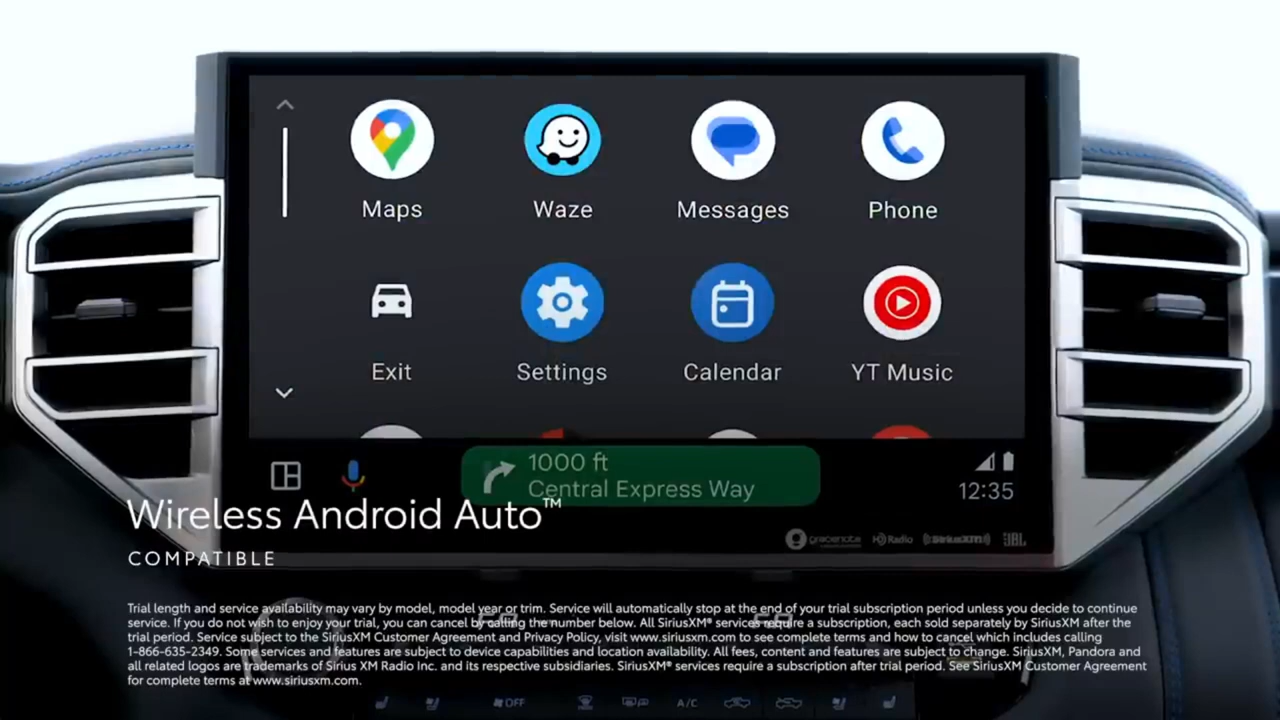 Maps Waze Messages Phone
Exit Settings Calendar YT Music
1000 ft
Central Express Way
12:35
Wireless Android Auto™
COMPATIBLE
gracenote HD Radio SiriusXM JBL
Trial length and service availability may vary by model, model year or trim. Service will automatically stop at the end of your trial subscription period unless you decide to continue
service. If you do not wish to enjoy your trial, you can cancel by calling the number below. All SiriusXM® services require a subscription, each sold separately by SiriusXM after the
trial period. Service subject to the SiriusXM Customer Agreement and Privacy Policy, visit www.siriusxm.com to see complete terms and how to cancel which includes calling
1-866-635-2349. Some services and features are subject to device capabilities and location availability. All fees, content and features are subject to change. SiriusXM, Pandora and
all related logos are trademarks of Sirius XM Radio Inc. and its respective subsidiaries. SiriusXM® services require a subscription after trial period. See SiriusXM Customer Agreement
for complete terms at www.siriusxm.com.
OFF A/C